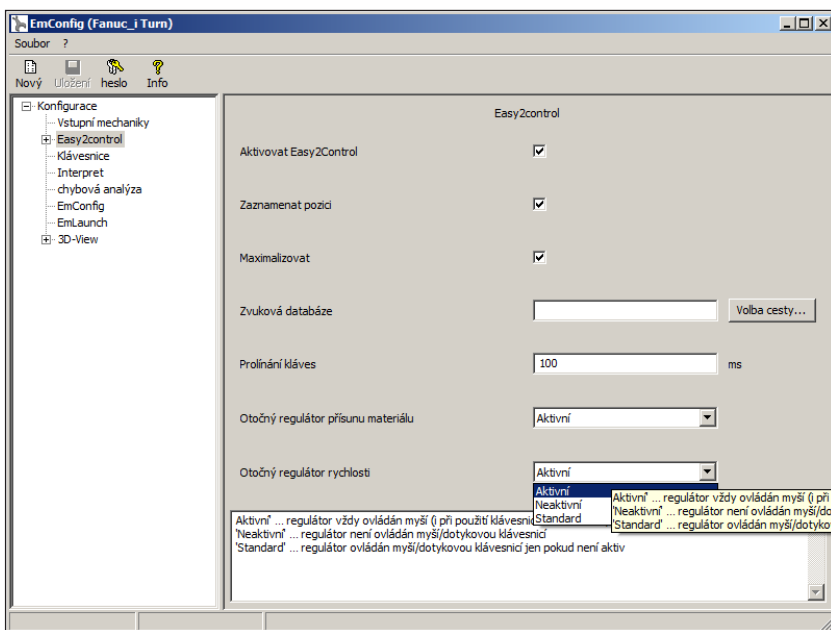 EmConfig (Fanuc_i Turn)
Soubor ?
Nový Uložení heslo Info
Konfigurace
Vstupní mechaniky
Easy2control
Klávesnice
Interpret
chybová analýza
EmConfig
EmLaunch
3D-View
Easy2control
Aktivovat Easy2Control
Zaznamenat pozici
Maximalizovat
Zvuková databáze
Volba cesty...
Prolínání kláves 100 ms
Otočný regulátor přísunu materiálu Aktivní
Otočný regulátor rychlosti Aktivní
Aktivní
Neaktivní
Standard
Aktivní' ... regulátor vždy ovládán myší (i při
'Neaktivní' ... regulátor není ovládán myší/do
'Standard' ... regulátor ovládán myší/dotyko
Aktivní' ... regulátor vždy ovládán myší (i při použití klávesni
'Neaktivní' ... regulátor není ovládán myší/dotykovou klávesnicí
'Standard' ... regulátor ovládán myší/dotykovou klávesnicí jen pokud není aktiv